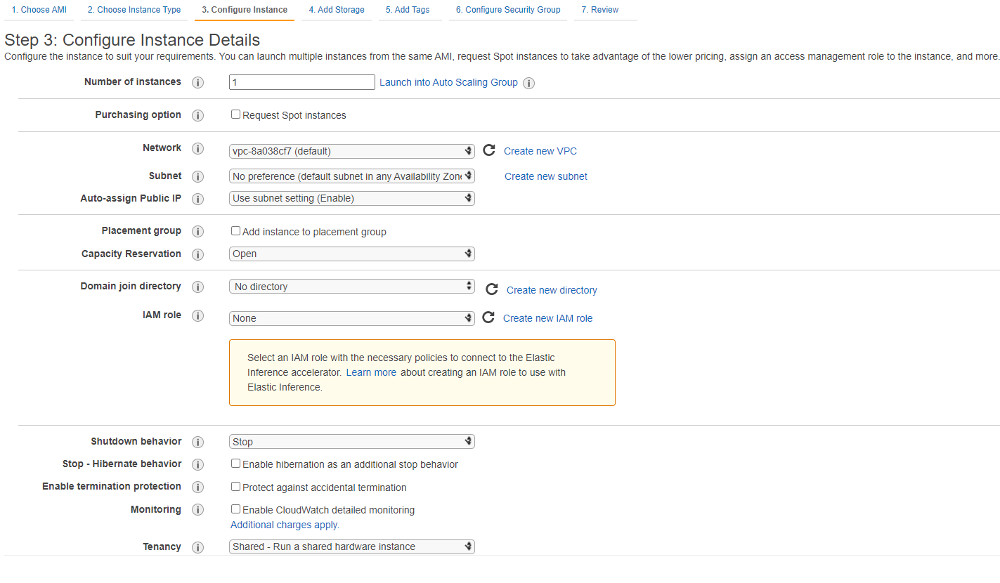 1. Choose AMI 2. Choose Instance Type 3. Configure Instance 4. Add Storage 5. Add Tags 6. Configure Security Group 7. Review
Step 3: Configure Instance Details
Configure the instance to suit your requirements. You can launch multiple instances from the same AMI, request Spot instances to take advantage of the lower pricing, assign an access management role to the instance, and more.
Number of instances i 1 Launch into Auto Scaling Group i
Purchasing option i Request Spot instances
Network i vpc-8a038cf7 (default) Create new VPC
Subnet i No preference (default subnet in any Availability Zone Create new subnet
Auto-assign Public IP i Use subnet setting (Enable)
Placement group i Add instance to placement group
Capacity Reservation i Open
Domain join directory i No directory Create new directory
IAM role i None Create new IAM role
Select an IAM role with the necessary policies to connect to the Elastic
Inference accelerator. Learn more about creating an IAM role to use with
Elastic Inference.
Shutdown behavior i Stop
Stop - Hibernate behavior i Enable hibernation as an additional stop behavior
Enable termination protection i Protect against accidental termination
Monitoring i Enable CloudWatch detailed monitoring
Additional charges apply.
Tenancy i Shared - Run a shared hardware instance